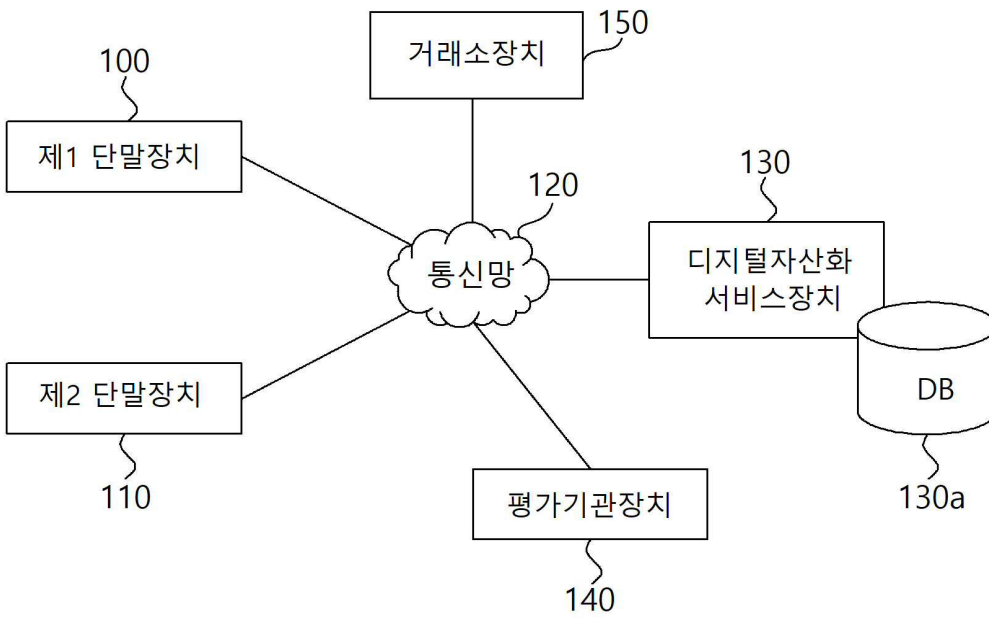 150
거래소장치
100
제1 단말장치
130
120
디지털자산화
서비스장치
통신망
DB
제2 단말장치
110
평가기관장치
130a
140